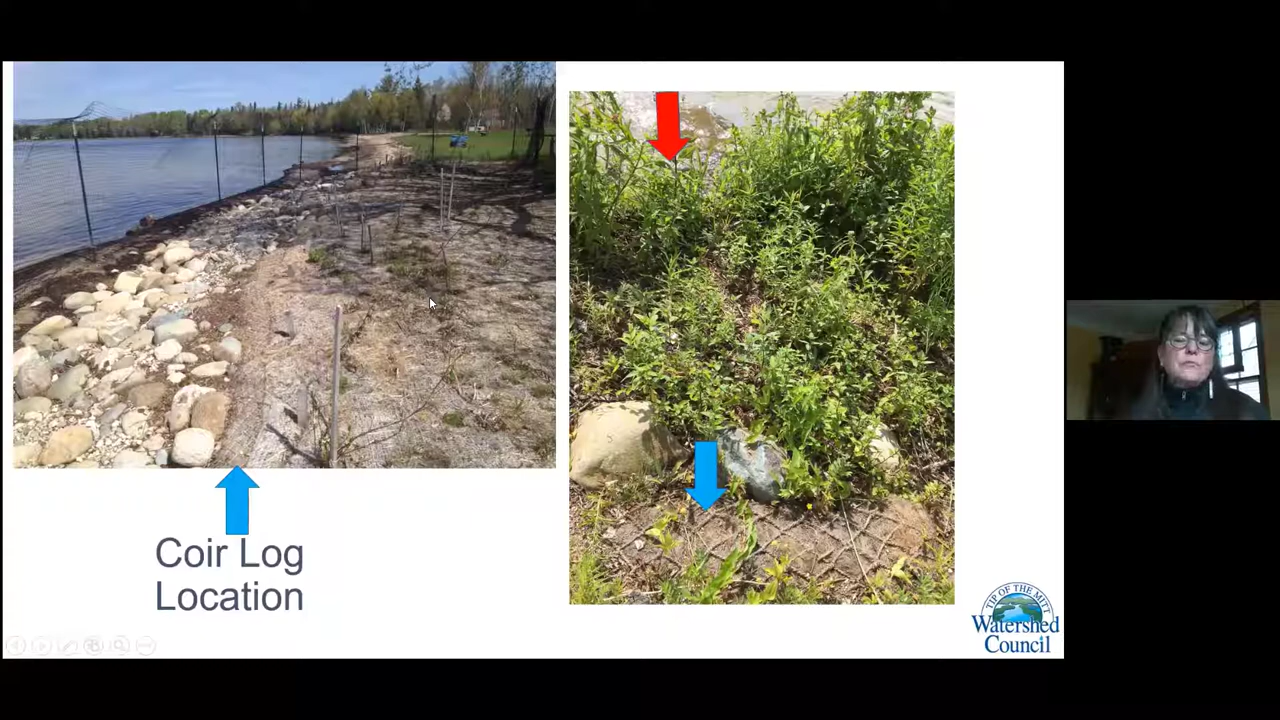 Coir Log
Location
TIP OF THE MITT
Watershed
Council